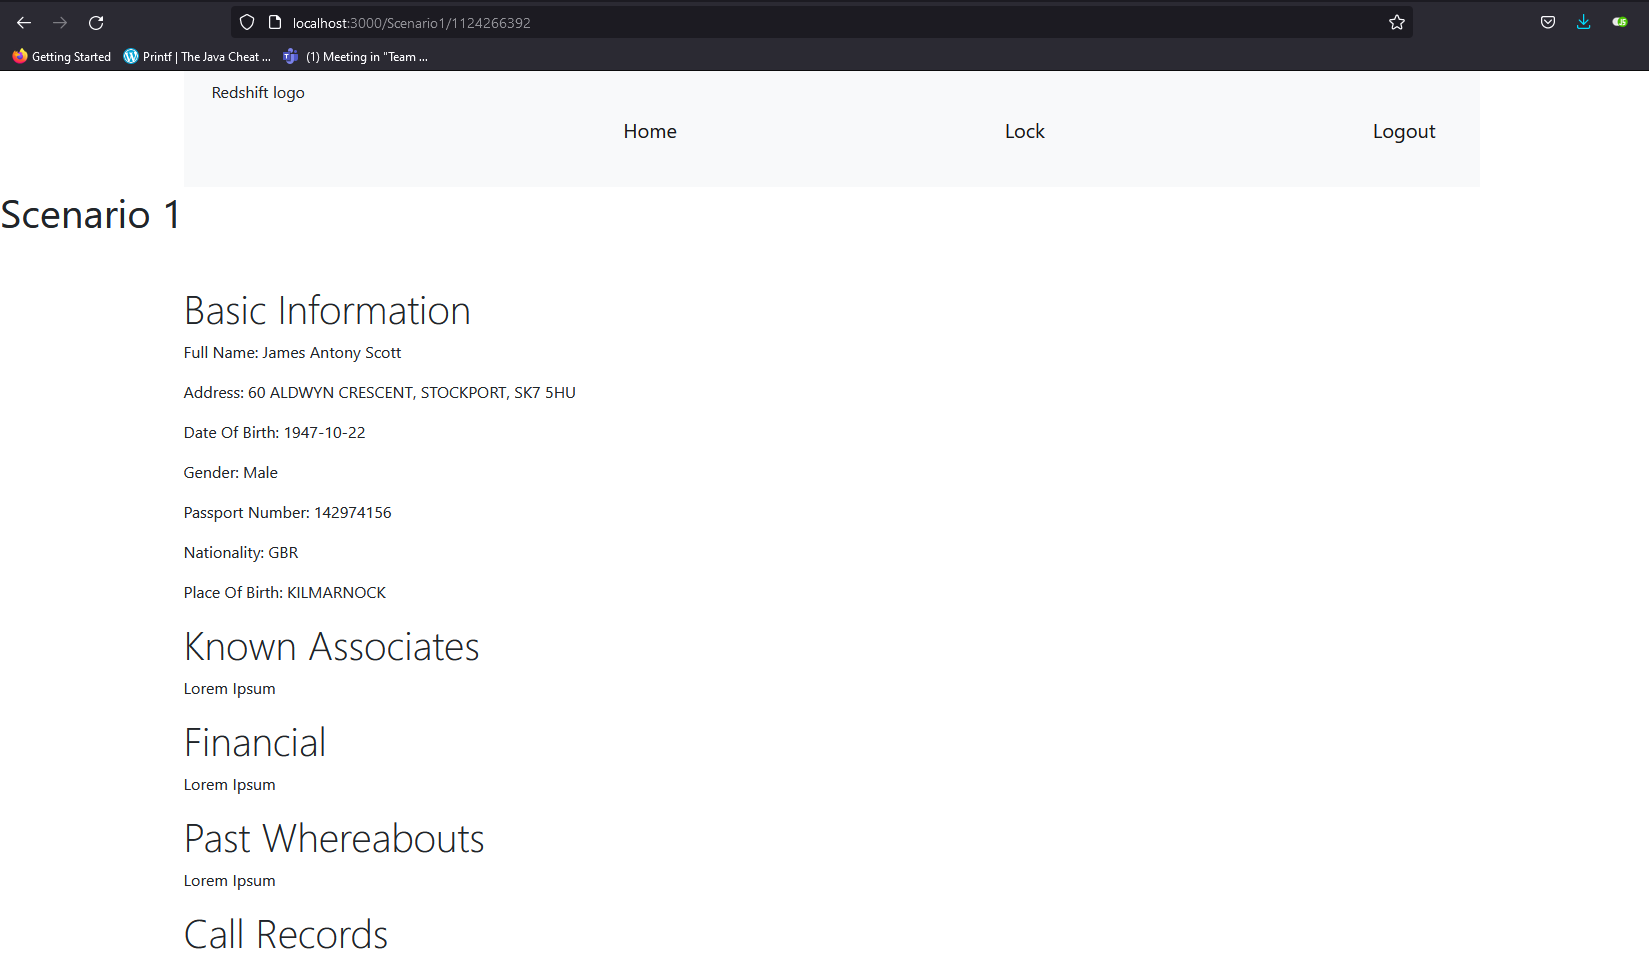 localhost:3000/Scenario1/1124266392
Getting Started
Printf | The Java Cheat ...
(1) Meeting in "Team ...
Redshift logo
Home
Lock
Logout
Scenario 1
Basic Information
Full Name: James Antony Scott
Address: 60 ALDWYN CRESCENT, STOCKPORT, SK7 5HU
Date Of Birth: 1947-10-22
Gender: Male
Passport Number: 142974156
Nationality: GBR
Place Of Birth: KILMARNOCK
Known Associates
Lorem Ipsum
Financial
Lorem Ipsum
Past Whereabouts
Lorem Ipsum
Call Records